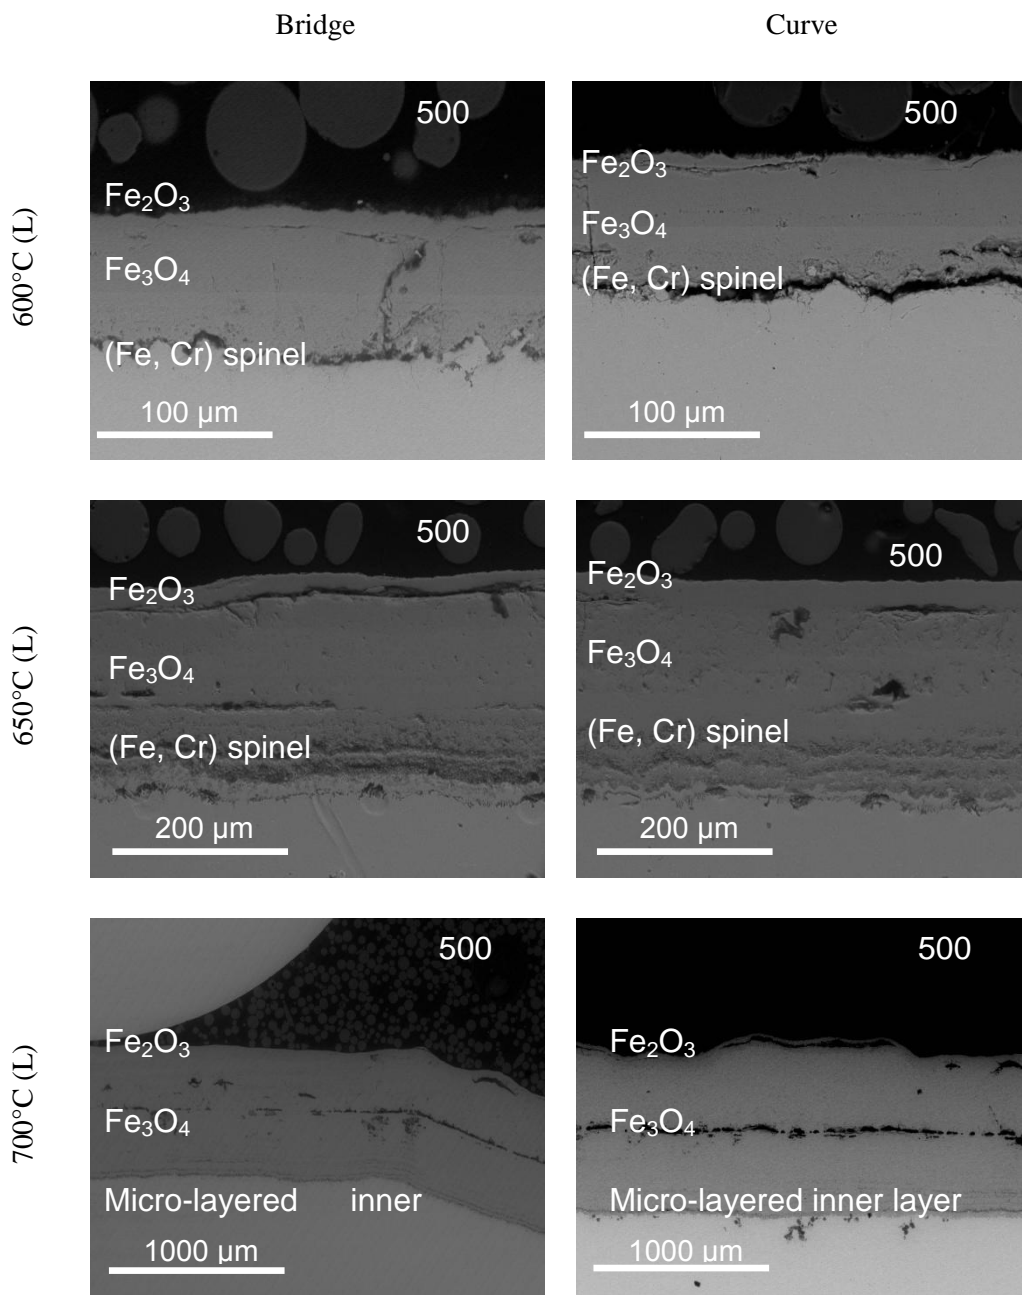 Bridge Curve
600°C (L)
500
Fe₂O₃
Fe₃O₄
(Fe, Cr) spinel
100 µm
500
Fe₂O₃
Fe₃O₄
(Fe, Cr) spinel
100 µm
650°C (L)
500
Fe₂O₃
Fe₃O₄
(Fe, Cr) spinel
200 µm
500
Fe₂O₃
Fe₃O₄
(Fe, Cr) spinel
200 µm
700°C (L)
500
Fe₂O₃
Fe₃O₄
Micro-layered inner
1000 µm
500
Fe₂O₃
Fe₃O₄
Micro-layered inner layer
1000 µm